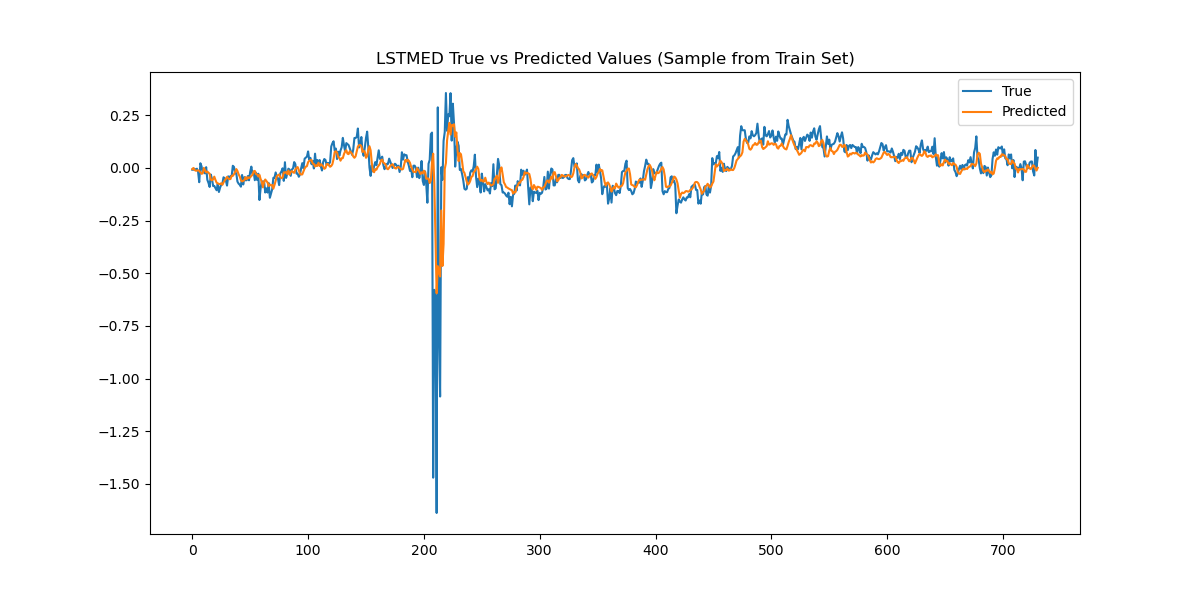 LSTMED True vs Predicted Values (Sample from Train Set)
True
Predicted
0.25
0.00
−0.25
−0.50
−0.75
−1.00
−1.25
−1.50
0 100 200 300 400 500 600 700